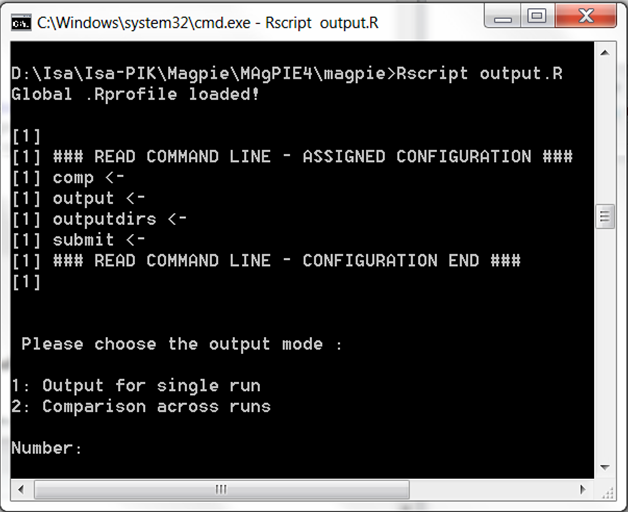 C:\Windows\system32\cmd.exe - Rscript output.R
D:\Isa\Isa-PIK\Magpie\MAgPIE4\magpie>Rscript output.R
Global .Rprofile loaded!
[1]
[1] ### READ COMMAND LINE - ASSIGNED CONFIGURATION ###
[1] comp <-
[1] output <-
[1] outputdirs <-
[1] submit <-
[1] ### READ COMMAND LINE - CONFIGURATION END ###
[1]
Please choose the output mode :
1: Output for single run
2: Comparison across runs
Number: